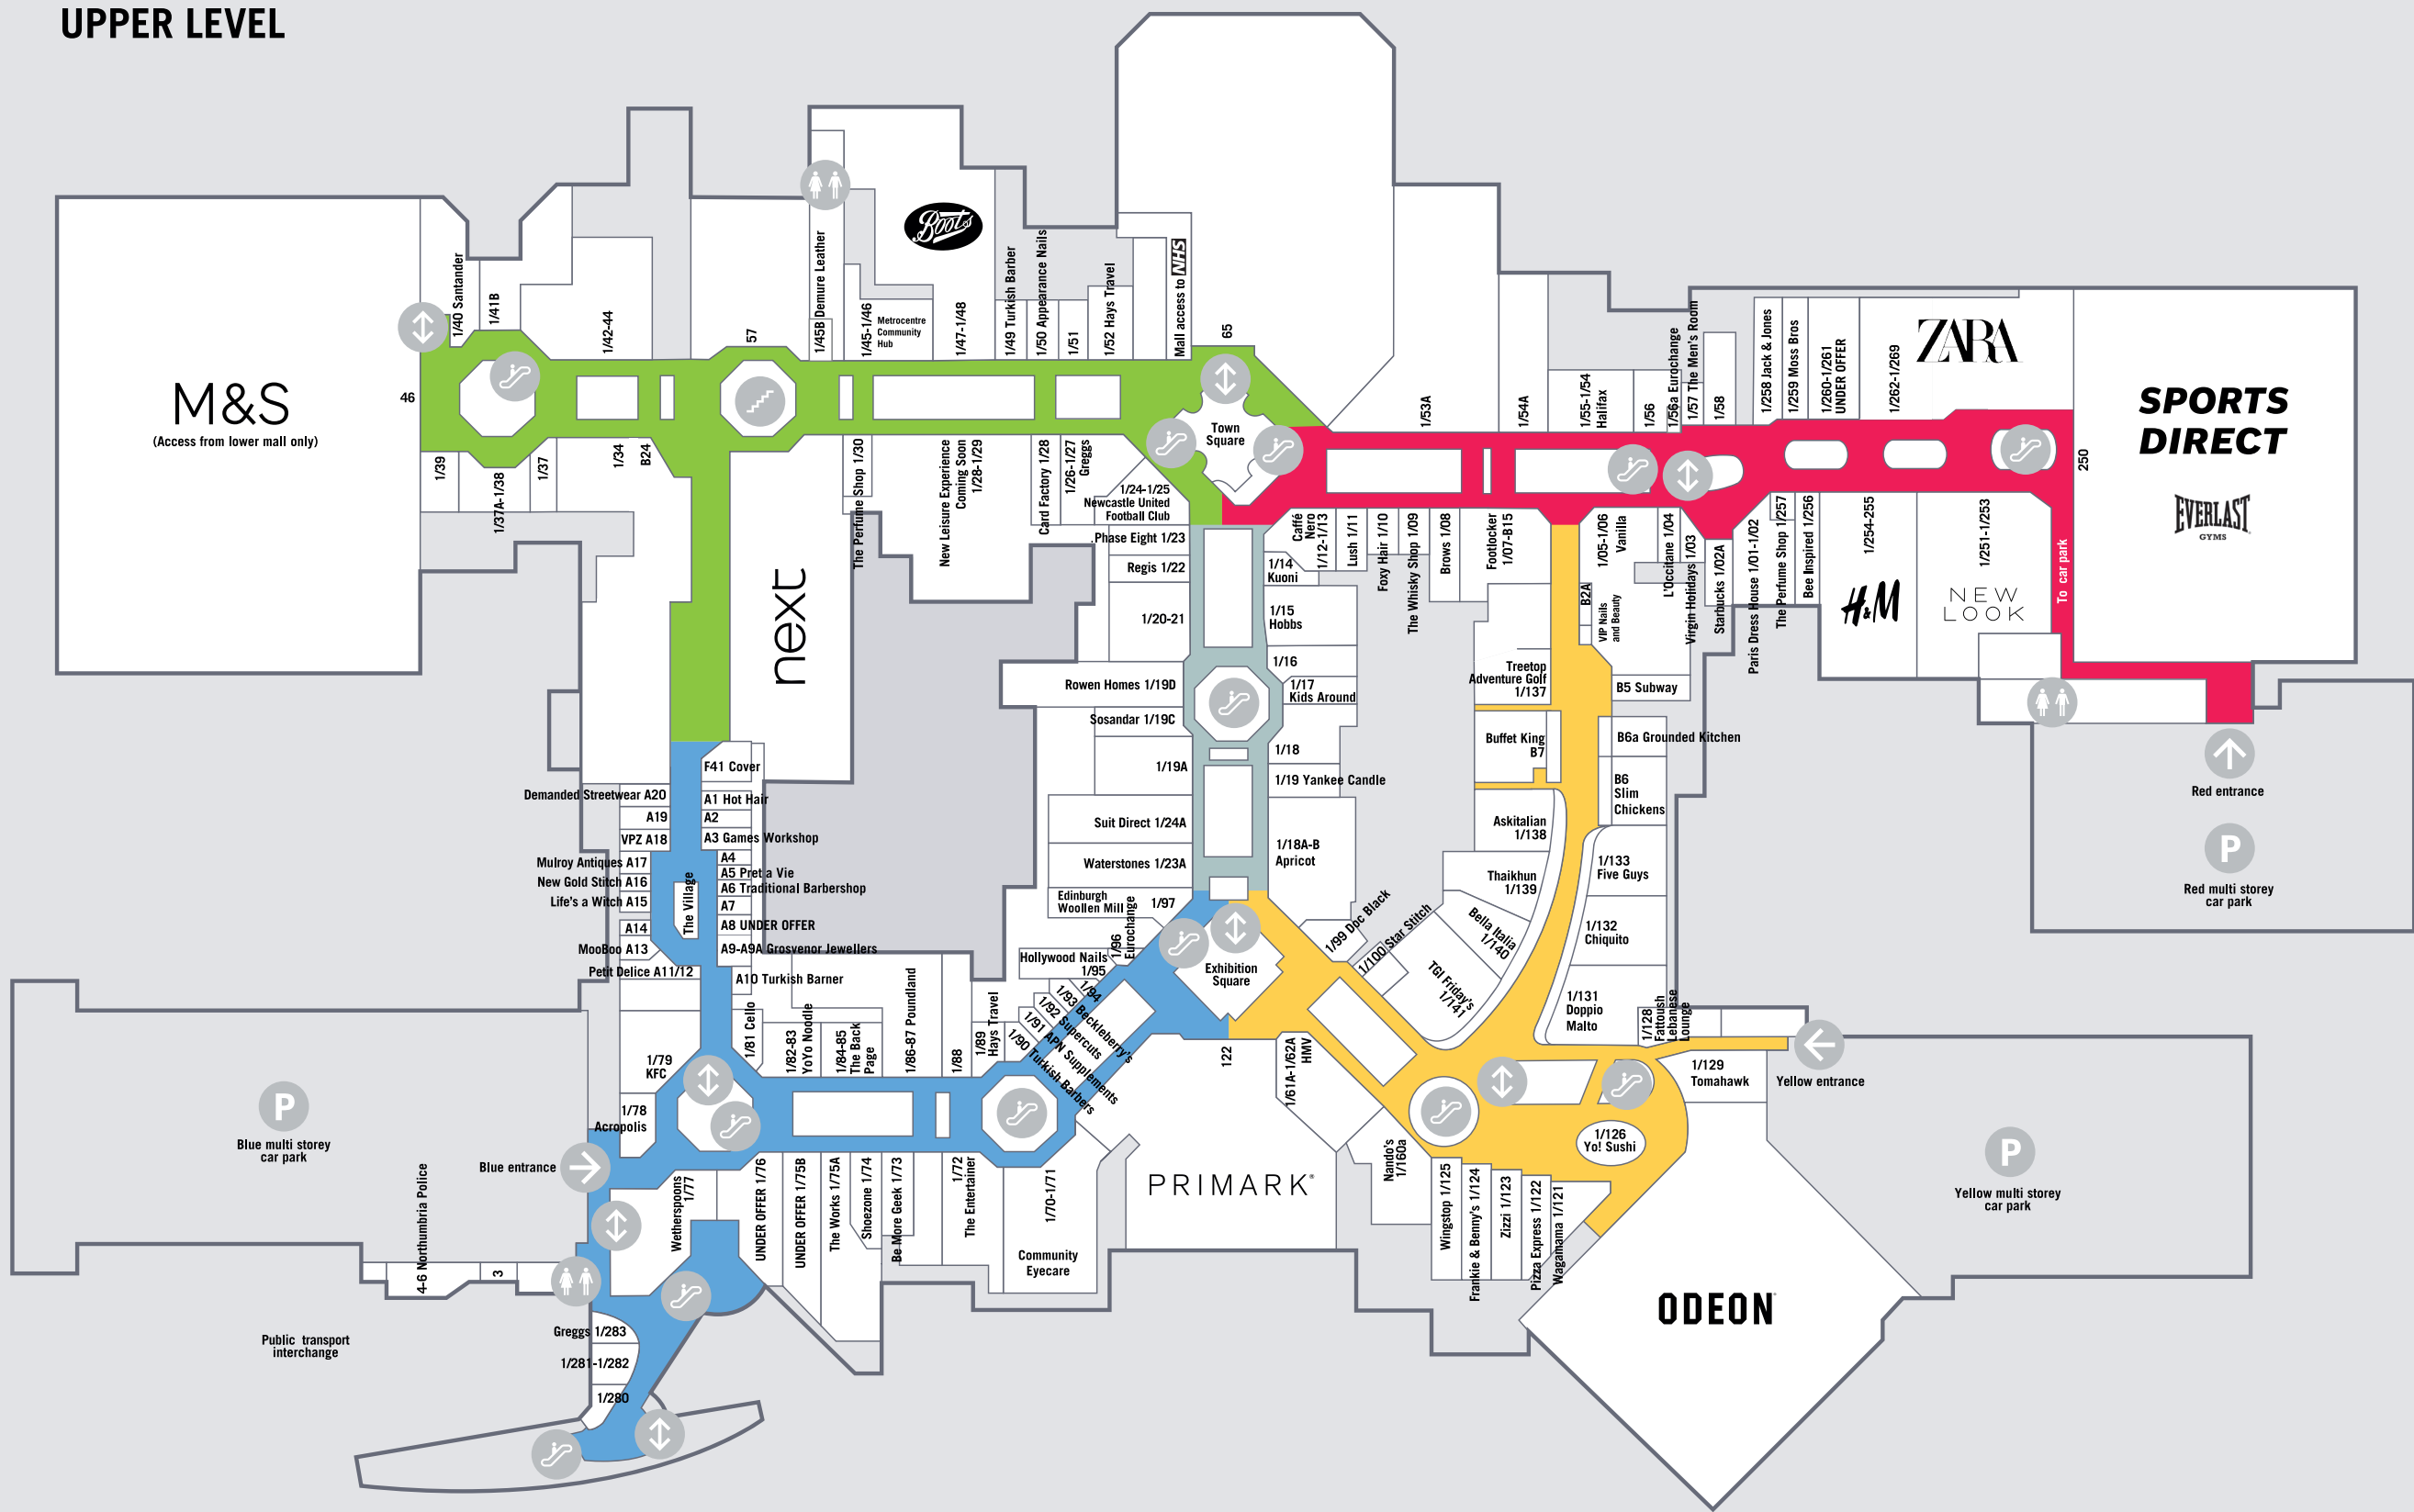 UPPER LEVEL
M&S
(Access from lower mall only)
46
1/40 Santander
1/41B
1/42-44
57
1/45B Demure Leather
1/45-1/46
Metrocentre
Community
Hub
Boots
1/47-1/48
1/49 Turkish Barber
1/50 Appearance Nails
1/51
1/52 Hays Travel
Mall access to NHS
65
Town
Square
1/53A
1/54A
1/55-1/54
Halifax
1/56
1/56a Eurochange
1/57 The Men's Room
1/58
1/258 Jack & Jones
1/259 Moss Bros
1/260-1/261
UNDER OFFER
1/262-1/269
ZARA
SPORTS
DIRECT
250
EVERLAST
GYMS
1/39
1/37A-1/38
1/37
1/34
B24
next
The Perfume Shop 1/30
New Leisure Experience
Coming Soon
1/28-1/29
Card Factory 1/28
1/26-1/27
Greggs
1/24-1/25
Newcastle United
Football Club
Phase Eight 1/23
Regis 1/22
1/20-21
Rowen Homes 1/19D
Sosandar 1/19C
1/19A
Suit Direct 1/24A
Waterstones 1/23A
Edinburgh
Woollen Mill
1/97
1/96
Eurochange
Hollywood Nails
1/95
1/94
1/93 Beckleberry's
1/92 Supercuts
1/91 APN Supplements
1/90 Turkish Barbers
Caffé
Nero
1/12-1/13
Lush 1/11
Foxy Hair 1/10
The Whisky Shop 1/09
Brows 1/08
Footlocker
1/07-B15
1/14
Kuoni
1/15
Hobbs
1/16
1/17
Kids Around
1/18
1/19 Yankee Candle
1/18A-B
Apricot
1/99 Doc Black
1/100 Star Stitch
B2A
1/05-1/06
Vanilla
VIP Nails
and Beauty
L'Occitane 1/04
Virgin Holidays 1/03
Starbucks 1/02A
Paris Dress House 1/01-1/02
The Perfume Shop 1/257
Bee Inspired 1/256
1/254-255
H&M
1/251-1/253
NEW
LOOK
To car park
Red entrance
P
Red multi storey
car park
Treetop
Adventure Golf
1/137
B5 Subway
Buffet King
B7
B6a Grounded Kitchen
B6
Slim
Chickens
Askitalian
1/138
Thaikhun
1/139
Bella Italia
1/140
TGI Friday's
1/141
1/133
Five Guys
1/132
Chiquito
1/131
Doppio
Malto
1/128
Fattoush
Lebanese
Lounge
1/129
Tomahawk
Yellow entrance
P
Yellow multi storey
car park
1/126
Yo! Sushi
Exhibition
Square
122
1/61A-1/62A
HMV
PRIMARK
Nando's
1/160a
Wingstop 1/125
Frankie & Benny's 1/124
Zizzi 1/123
Pizza Express 1/122
Wagamama 1/121
ODEON
F41 Cover
Demanded Streetwear A20
A19
VPZ A18
Mulroy Antiques A17
New Gold Stitch A16
Life's a Witch A15
A14
MooBoo A13
Petit Delice A11/12
The Village
A1 Hot Hair
A2
A3 Games Workshop
A4
A5 Pret a Vie
A6 Traditional Barbershop
A7
A8 UNDER OFFER
A9-A9A Grosvenor Jewellers
A10 Turkish Barner
1/79
KFC
1/78
Acropolis
1/81 Cello
1/82-83
YoYo Noodle
1/84-85
The Back
Page
1/86-87 Poundland
1/88
1/89
Hays Travel
P
Blue multi storey
car park
Blue entrance
Wetherspoons
1/77
UNDER OFFER 1/76
UNDER OFFER 1/75B
The Works 1/75A
Shoezone 1/74
Be More Geek 1/73
1/72
The Entertainer
1/70-1/71
Community
Eyecare
4-6 Northumbria Police
3
Public transport
interchange
Greggs 1/283
1/281-1/282
1/280